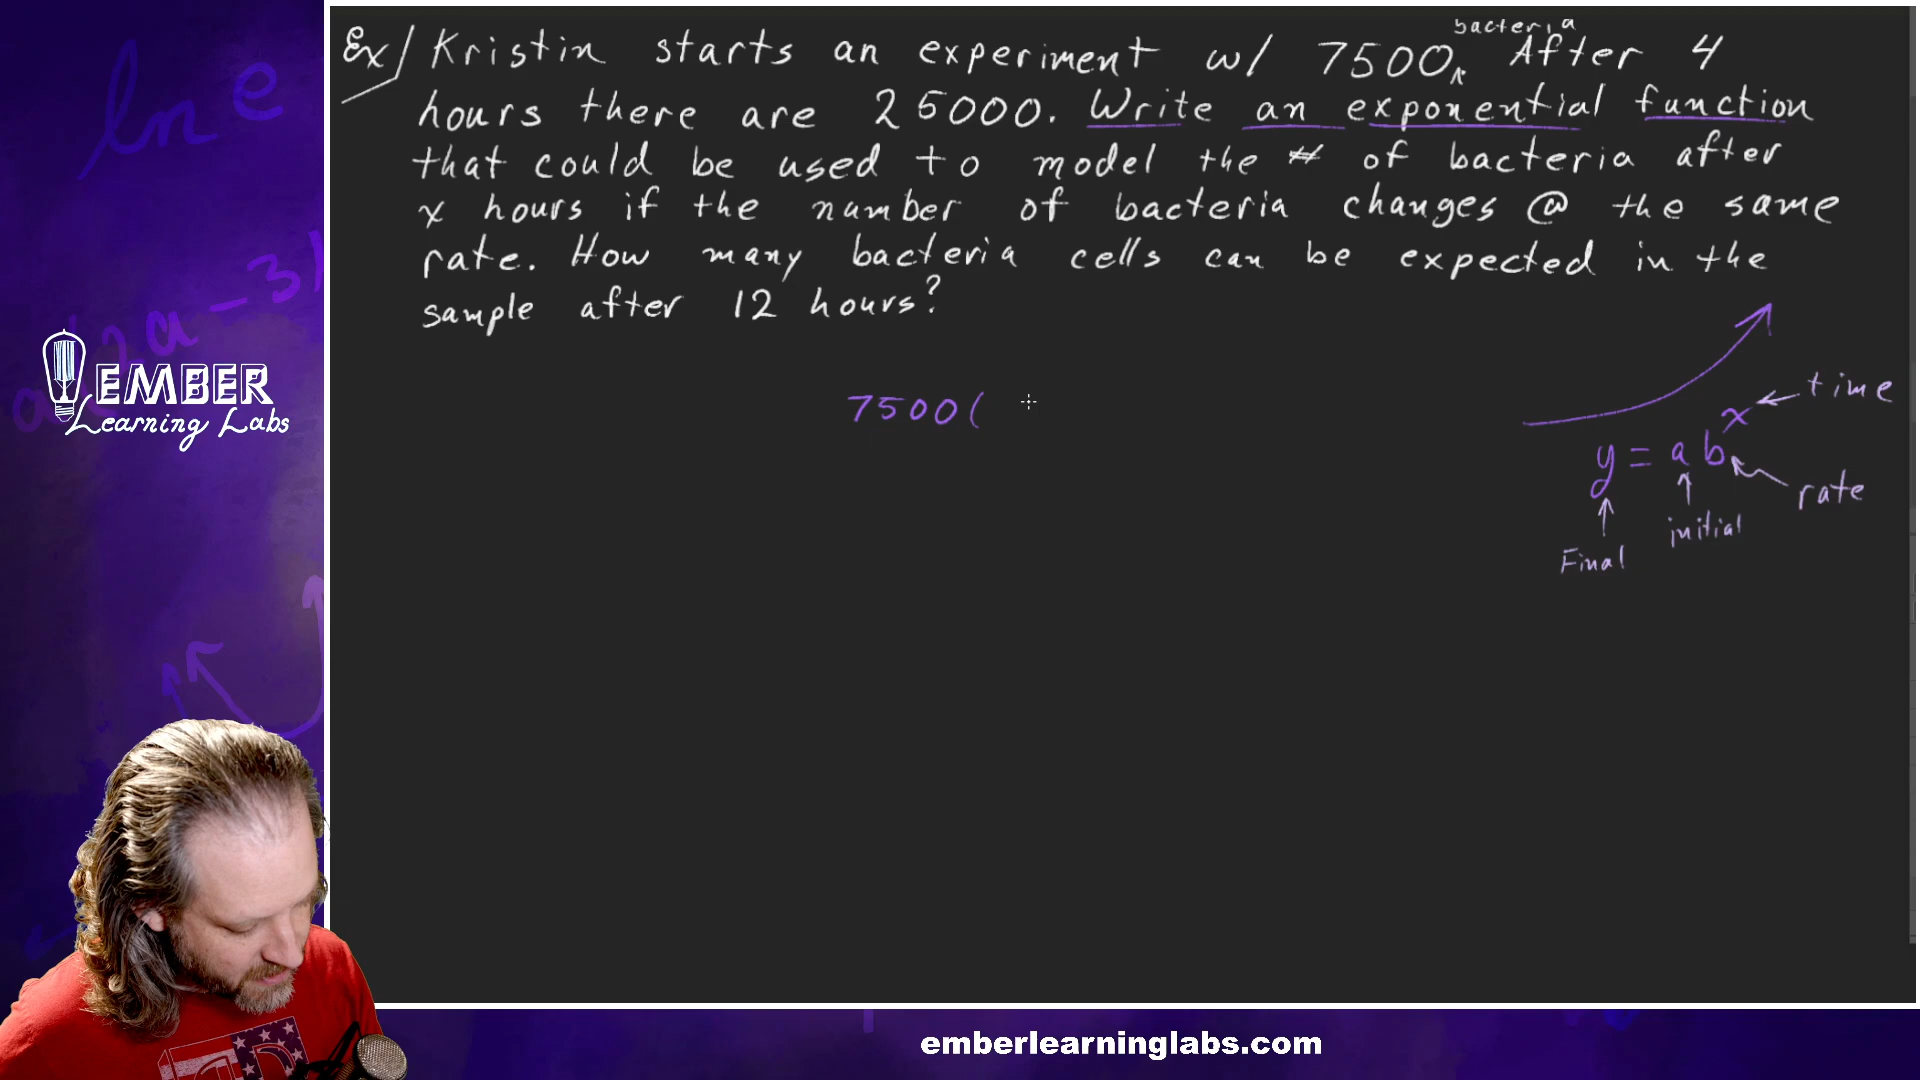 Ex/ Kristin starts an experiment w/ 7500 bacteria After 4
hours there are 25000. Write an exponential function
that could be used to model the # of bacteria after
x hours if the number of bacteria changes @ the same
rate. How many bacteria cells can be expected in the
sample after 12 hours?
7500(
time
y = ab^x
rate
initial
Final
ln e
EMBER
Learning Labs
emberlearninglabs.com